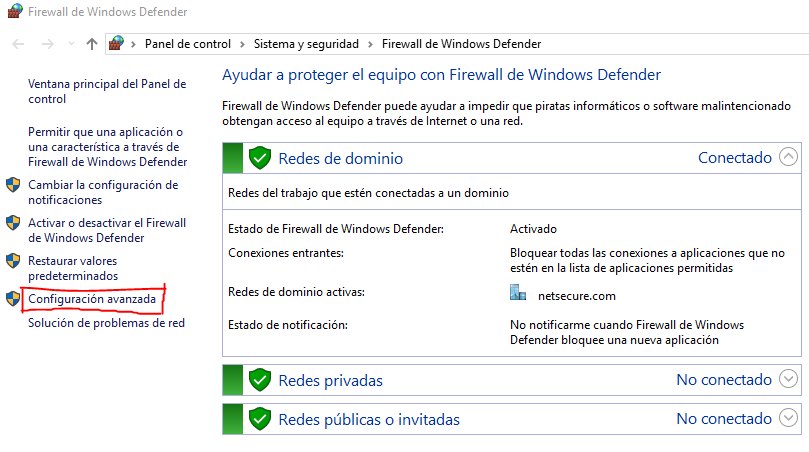 Firewall de Windows Defender
Panel de control > Sistema y seguridad > Firewall de Windows Defender
Ventana principal del Panel de
control
Permitir que una aplicación o
una característica a través de
Firewall de Windows Defender
Cambiar la configuración de
notificaciones
Activar o desactivar el Firewall
de Windows Defender
Restaurar valores
predeterminados
Configuración avanzada
Solución de problemas de red
Ayudar a proteger el equipo con Firewall de Windows Defender
Firewall de Windows Defender puede ayudar a impedir que piratas informáticos o software malintencionado
obtengan acceso al equipo a través de Internet o una red.
Redes de dominio Conectado
Redes del trabajo que estén conectadas a un dominio
Estado de Firewall de Windows Defender: Activado
Conexiones entrantes: Bloquear todas las conexiones a aplicaciones que no
estén en la lista de aplicaciones permitidas
Redes de dominio activas: netsecure.com
Estado de notificación: No notificarme cuando Firewall de Windows
Defender bloquee una nueva aplicación
Redes privadas No conectado
Redes públicas o invitadas No conectado